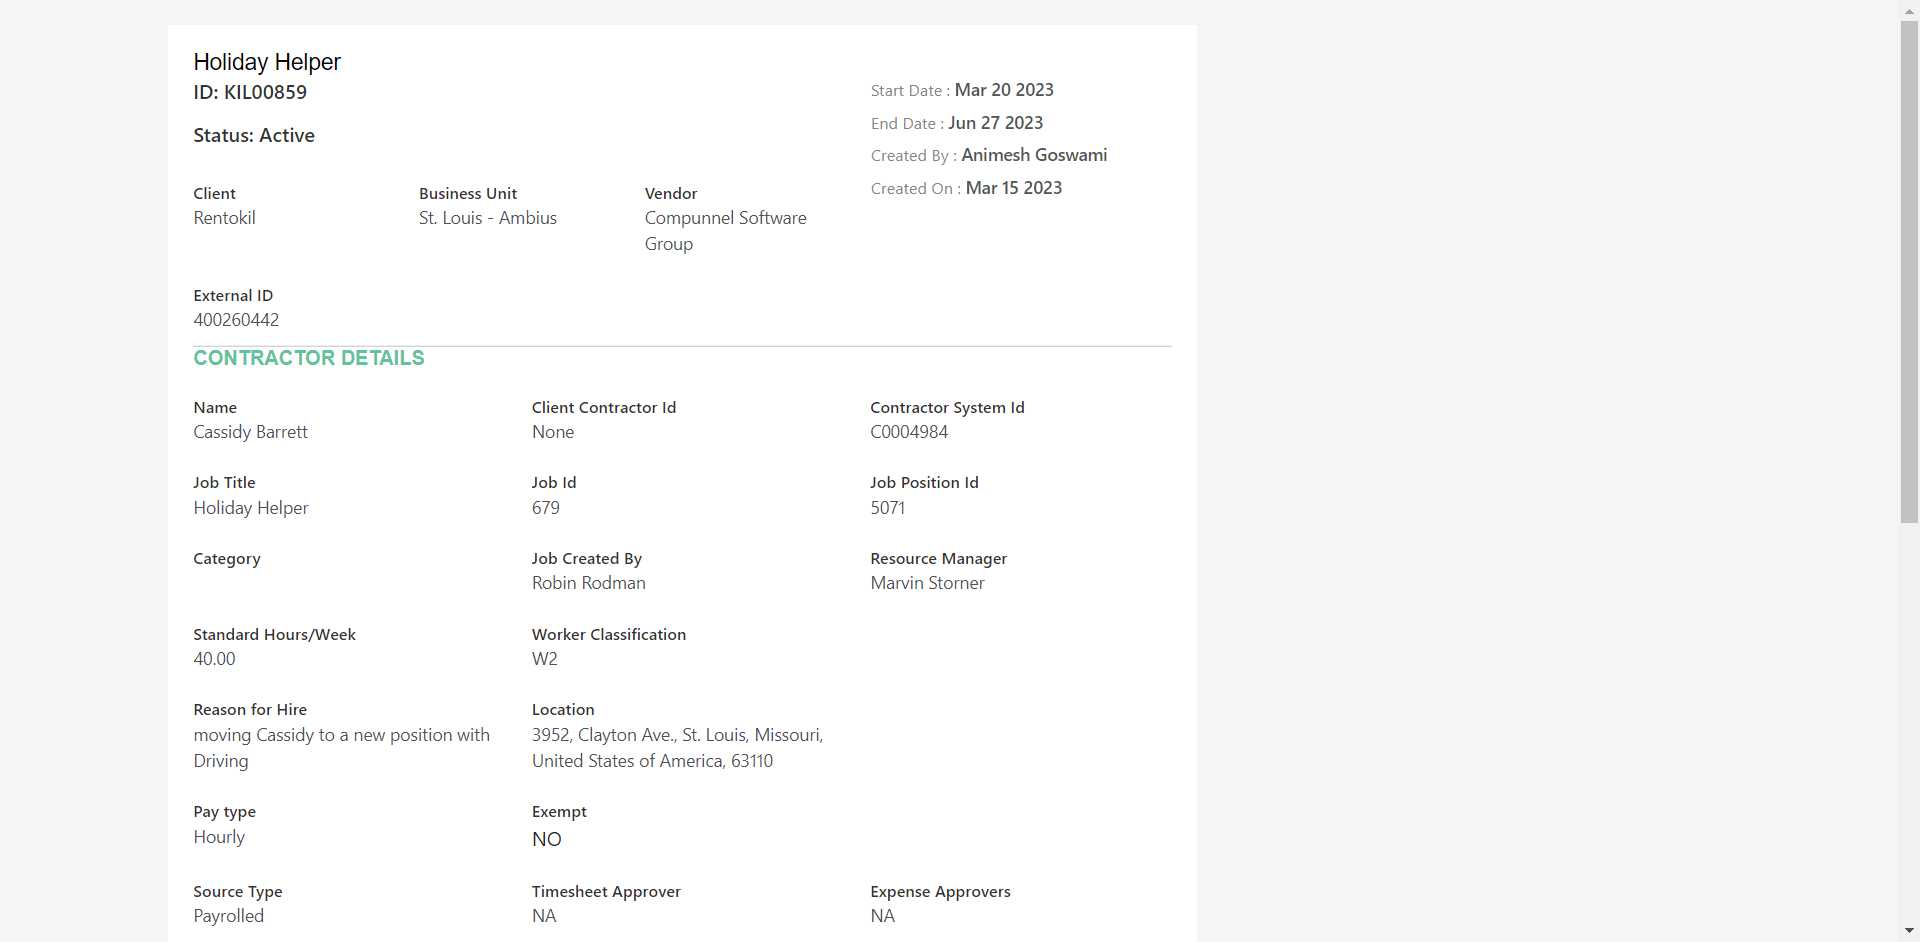 Holiday Helper
ID: KIL00859
Status: Active
Start Date : Mar 20 2023
End Date : Jun 27 2023
Created By : Animesh Goswami
Created On : Mar 15 2023
Client
Rentokil
Business Unit
St. Louis - Ambius
Vendor
Compunnel Software
Group
External ID
400260442
CONTRACTOR DETAILS
Name
Cassidy Barrett
Client Contractor Id
None
Contractor System Id
C0004984
Job Title
Holiday Helper
Job Id
679
Job Position Id
5071
Category
Job Created By
Robin Rodman
Resource Manager
Marvin Storner
Standard Hours/Week
40.00
Worker Classification
W2
Reason for Hire
moving Cassidy to a new position with
Driving
Location
3952, Clayton Ave., St. Louis, Missouri,
United States of America, 63110
Pay type
Hourly
Exempt
NO
Source Type
Payrolled
Timesheet Approver
NA
Expense Approvers
NA